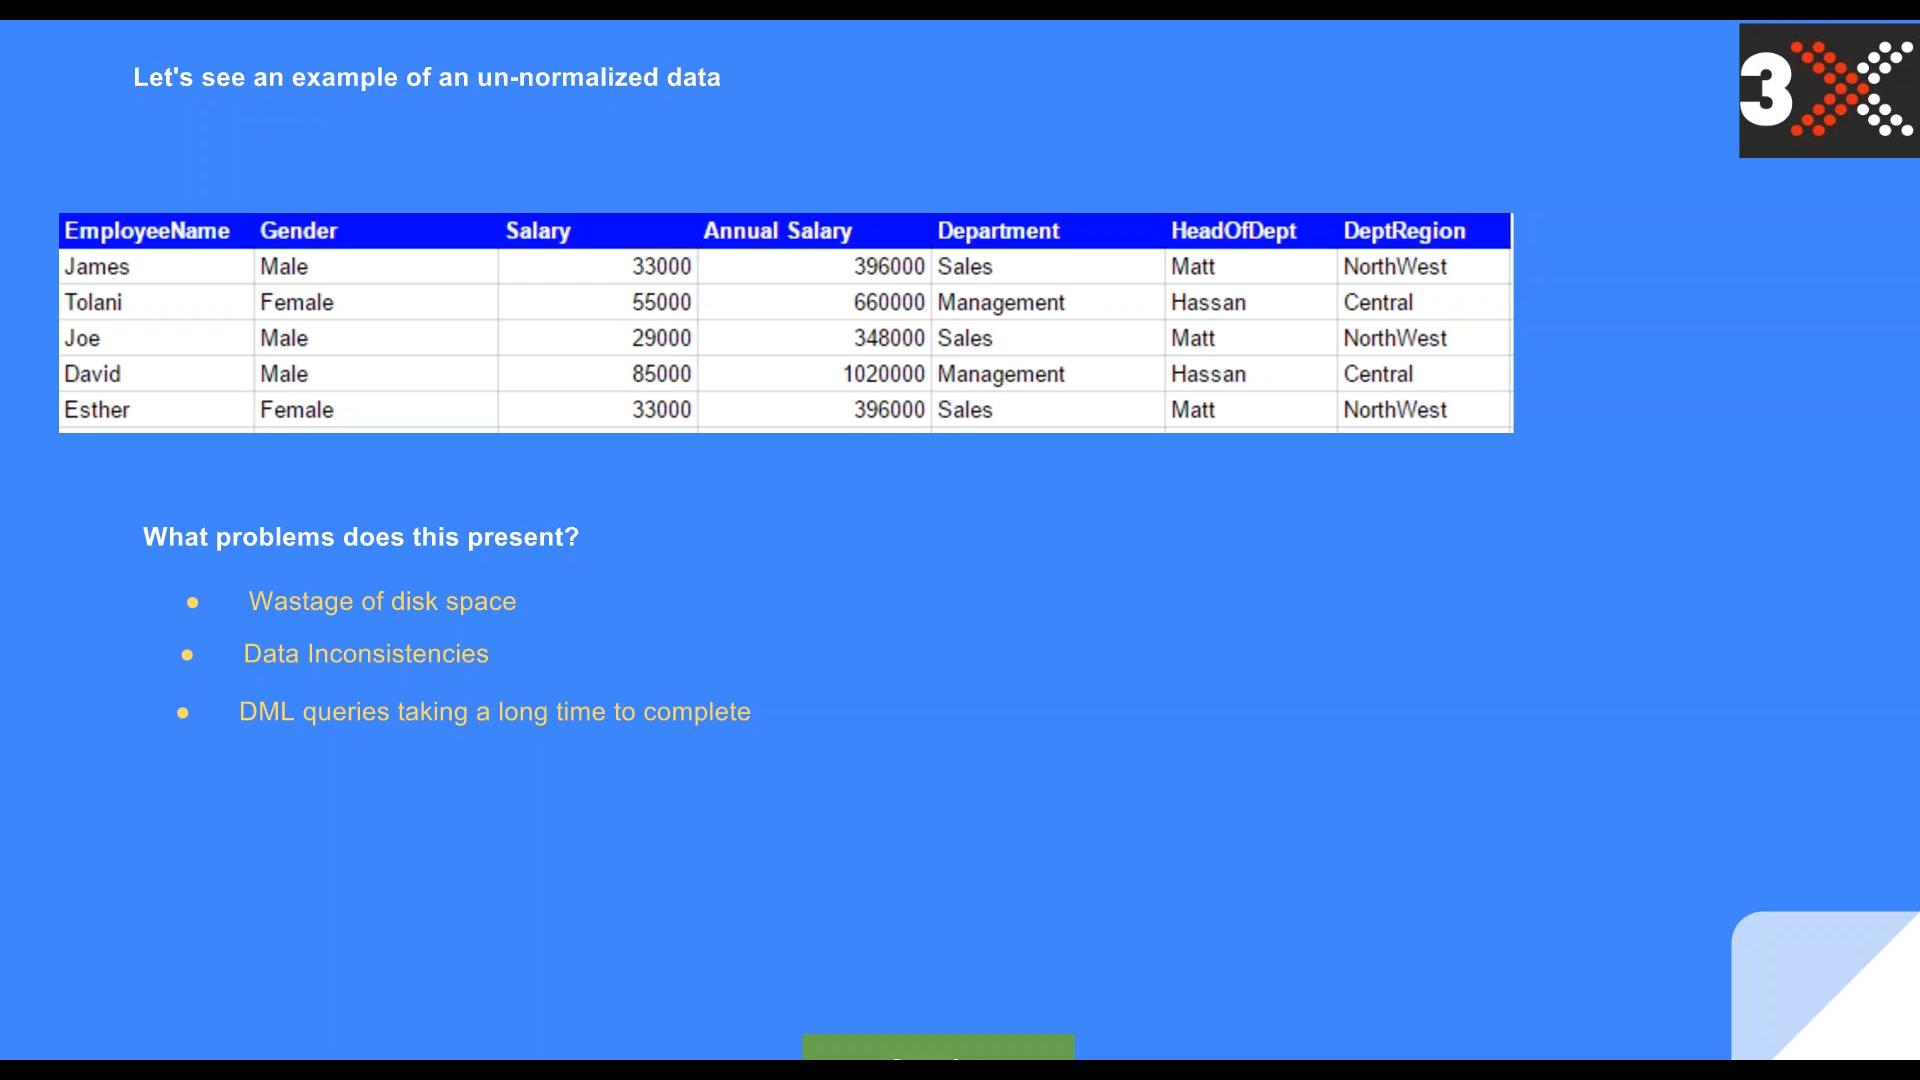 Let's see an example of an un-normalized data
3X
EmployeeName Gender Salary Annual Salary Department HeadOfDept DeptRegion
James Male 33000 396000 Sales Matt NorthWest
Tolani Female 55000 660000 Management Hassan Central
Joe Male 29000 348000 Sales Matt NorthWest
David Male 85000 1020000 Management Hassan Central
Esther Female 33000 396000 Sales Matt NorthWest
What problems does this present?
● Wastage of disk space
● Data Inconsistencies
● DML queries taking a long time to complete